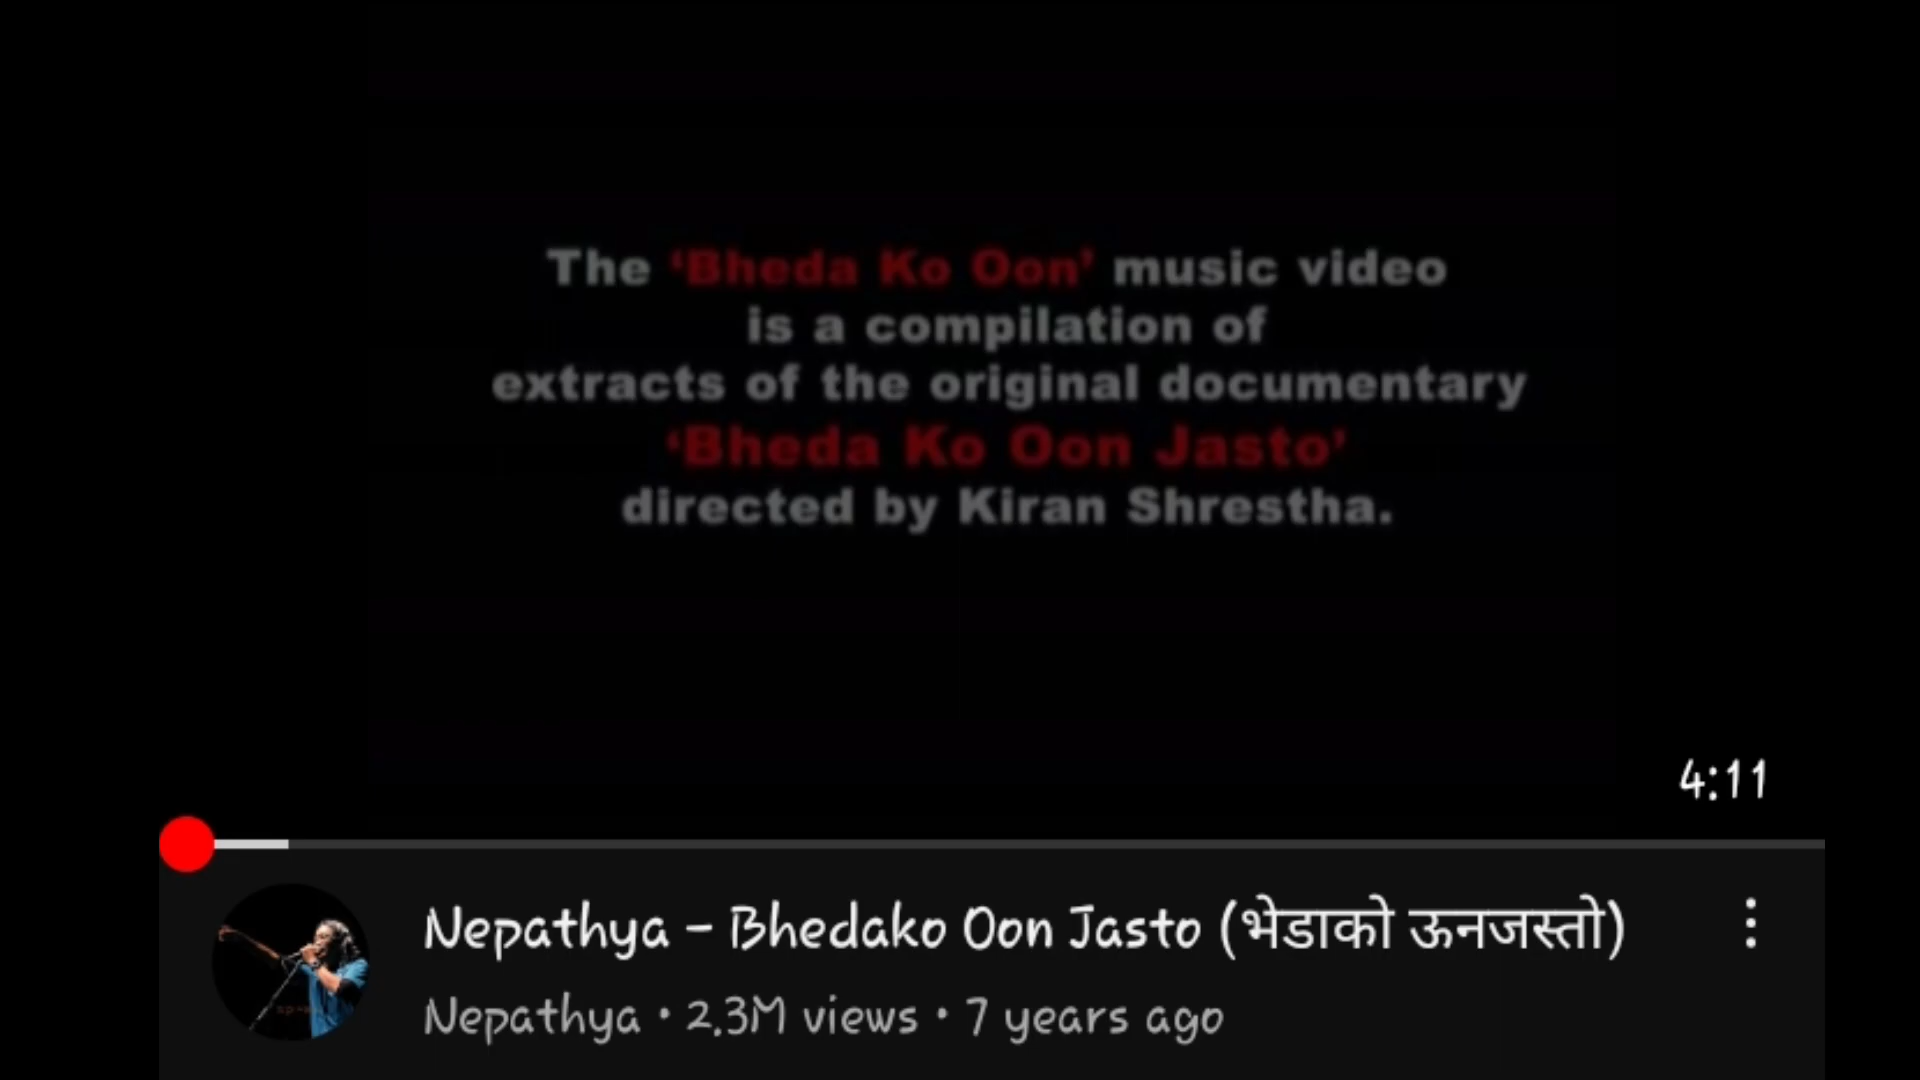 The ‘Bheda Ko Oon’ music video
is a compilation of
extracts of the original documentary
‘Bheda Ko Oon Jasto’
directed by Kiran Shrestha.
4:11
Nepathya – Bhedako Oon Jasto (भेडाको ऊनजस्तो)
Nepathya • 2.3M views • 7 years ago